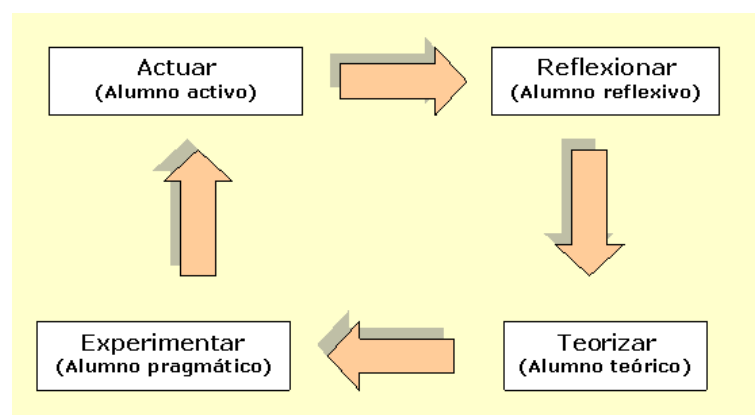 Actuar
(Alumno activo)
Reflexionar
(Alumno reflexivo)
Experimentar
(Alumno pragmático)
Teorizar
(Alumno teórico)